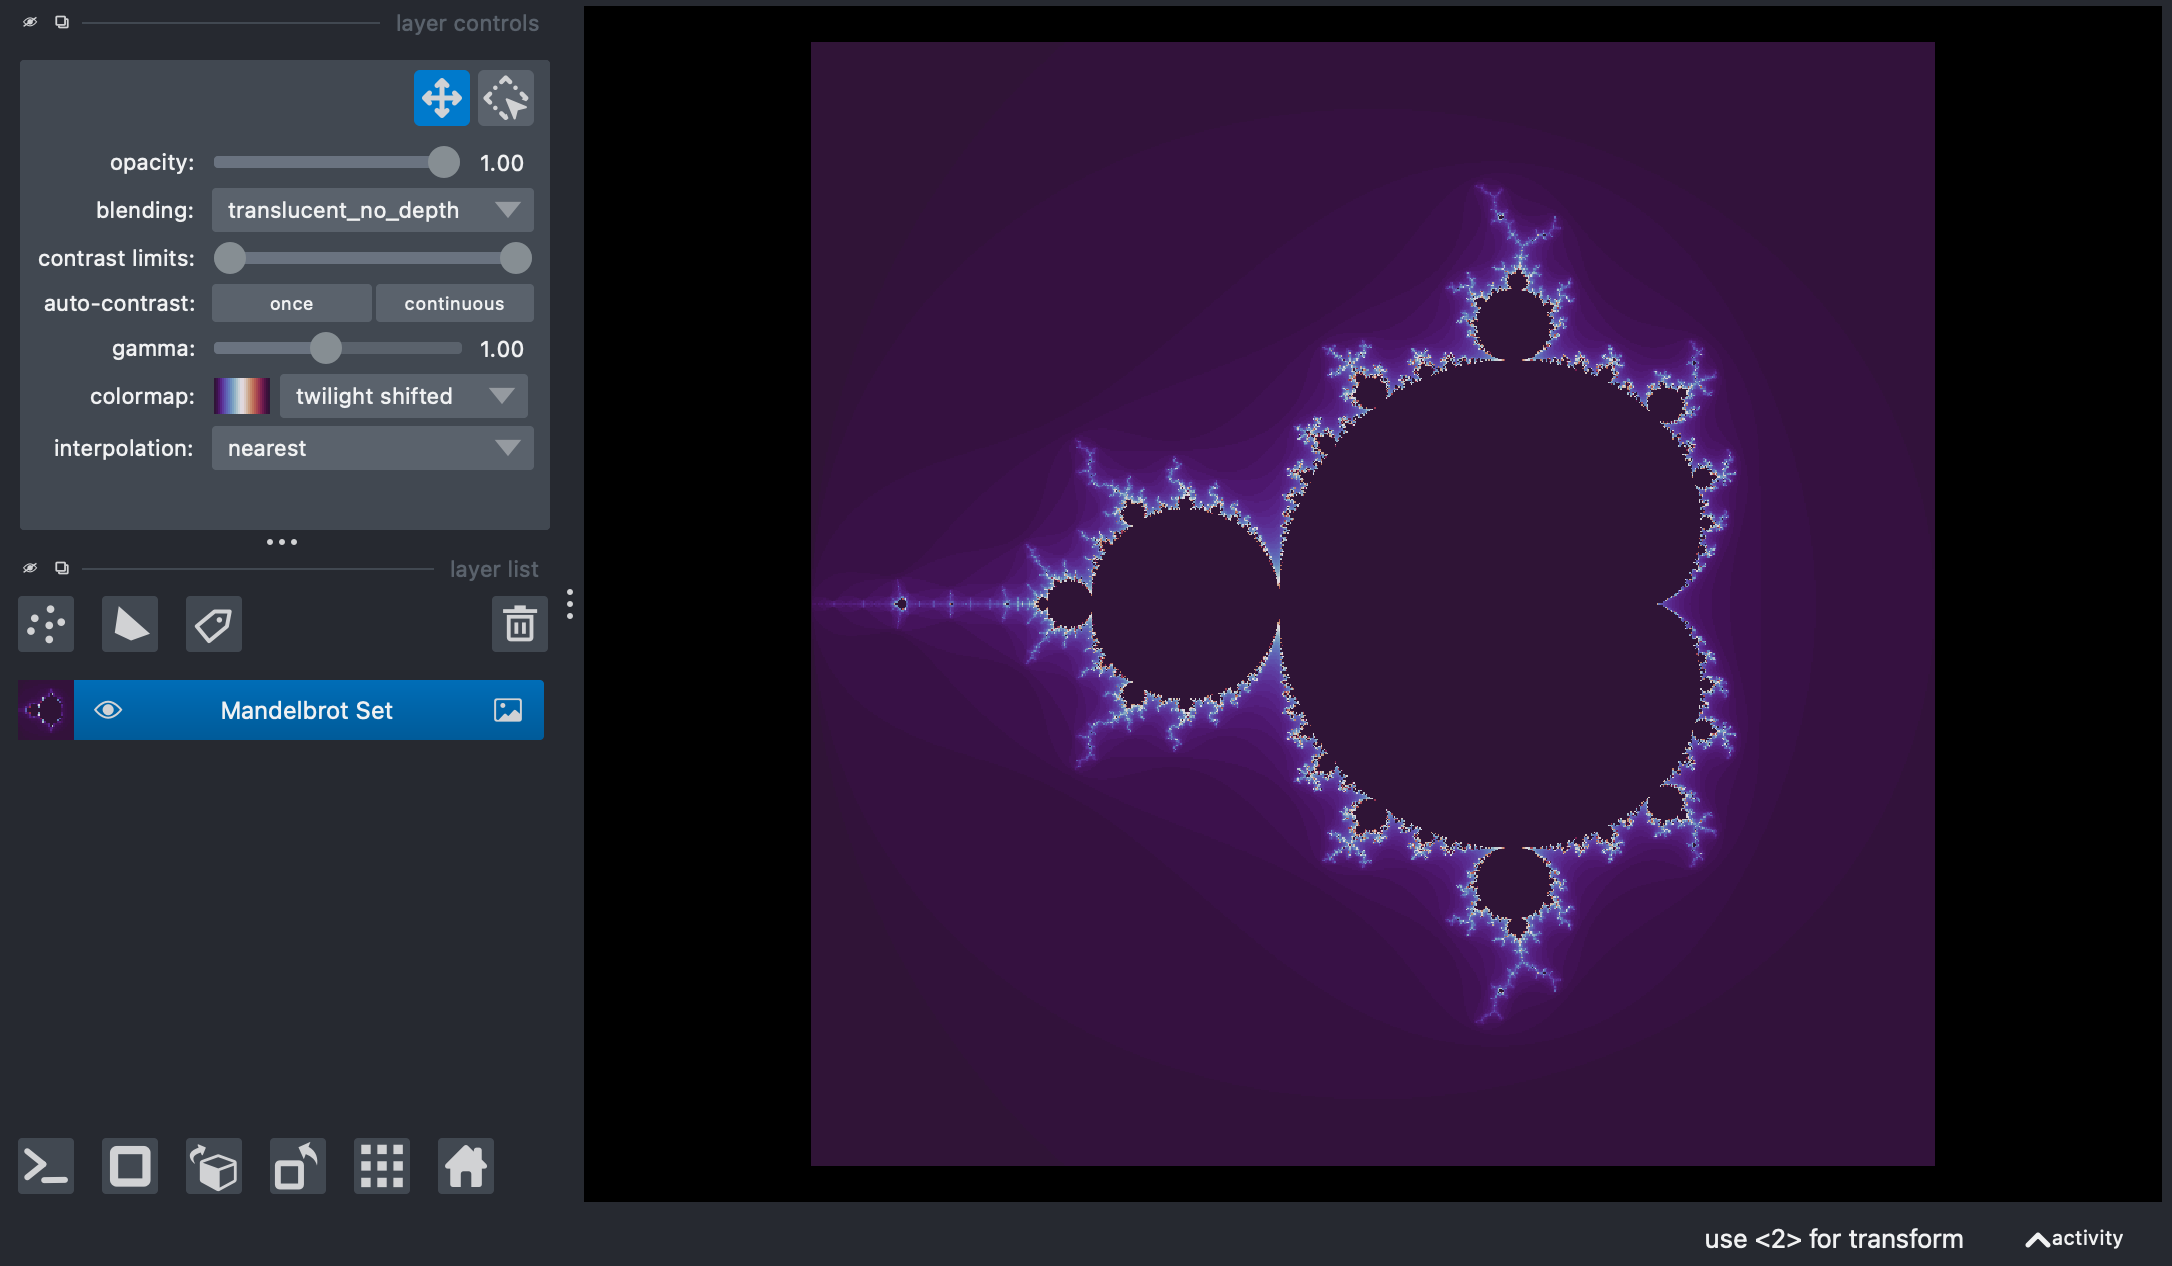 layer controls
opacity: 1.00
blending: translucent_no_depth
contrast limits:
auto-contrast: once continuous
gamma: 1.00
colormap: twilight shifted
interpolation: nearest
layer list
Mandelbrot Set
use <2> for transform activity